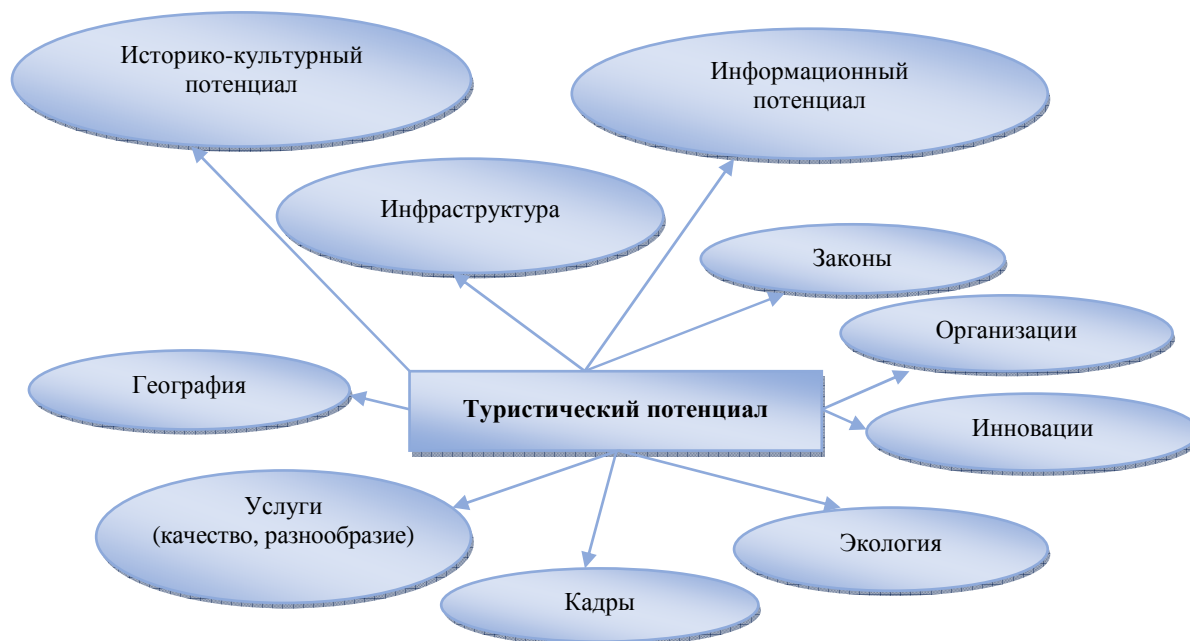 Историко-культурный
потенциал
Информационный
потенциал
Инфраструктура
Законы
Организации
География
Туристический потенциал
Инновации
Услуги
(качество, разнообразие)
Экология
Кадры